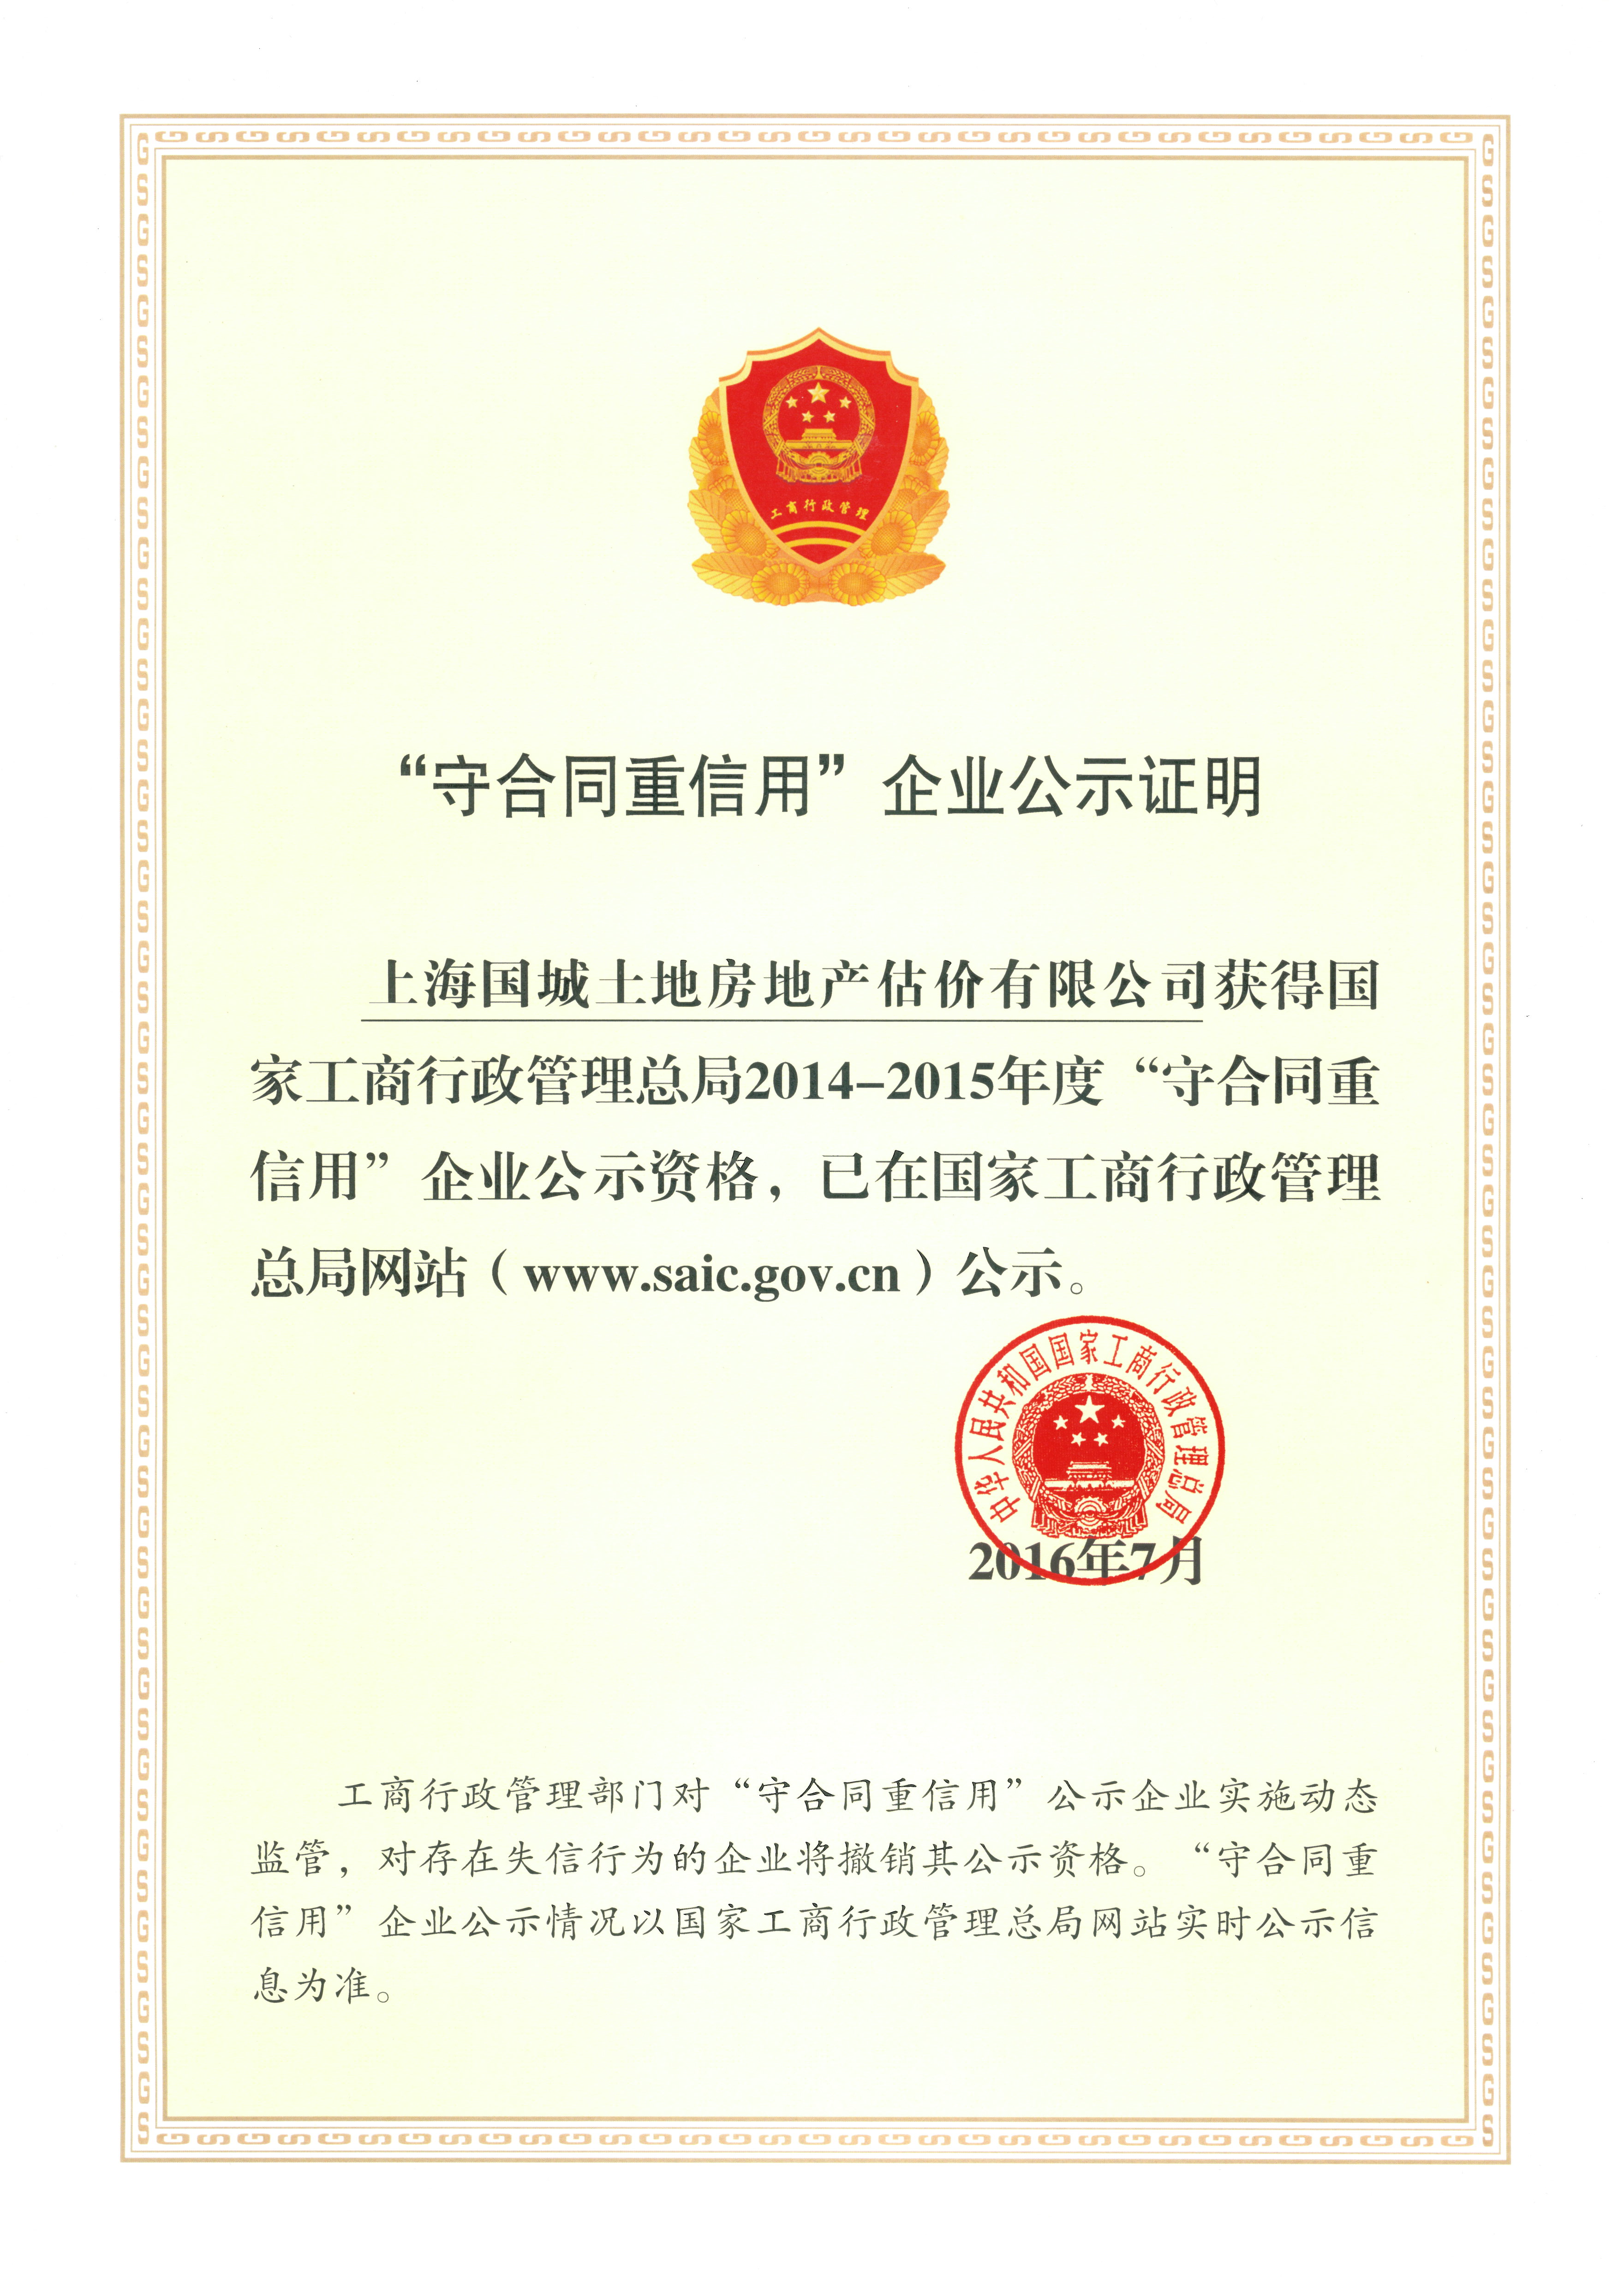 工商行政管理
“守合同重信用”企业公示证明
上海国城土地房地产估价有限公司获得国
家工商行政管理总局2014-2015年度“守合同重
信用”企业公示资格，已在国家工商行政管理
总局网站（www.saic.gov.cn）公示。
中华人民共和国国家工商行政管理总局
2016年7月
工商行政管理部门对“守合同重信用”公示企业实施动态
监管，对存在失信行为的企业将撤销其公示资格。“守合同重
信用”企业公示情况以国家工商行政管理总局网站实时公示信
息为准。